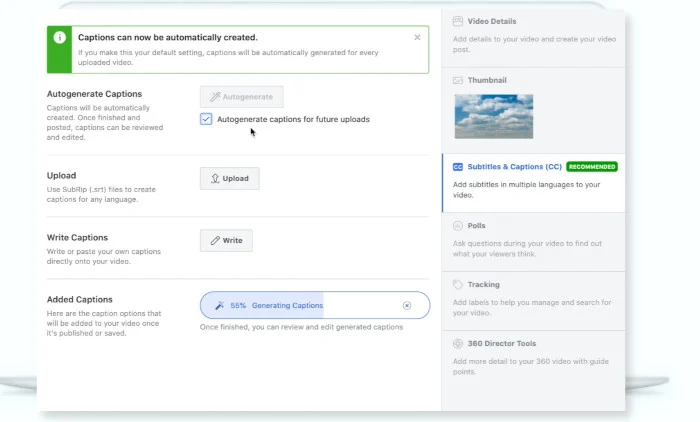 Captions can now be automatically created.
If you make this your default setting, captions will be automatically generated for every
uploaded video.
Autogenerate Captions
Captions will be automatically
created. Once finished and
posted, captions can be reviewed
and edited.
Autogenerate
Autogenerate captions for future uploads
Upload
Use SubRip (.srt) files to create
captions for any language.
Upload
Write Captions
Write or paste your own captions
directly onto your video.
Write
Added Captions
Here are the caption options that
will be added to your video once
it's published or saved.
55% Generating Captions
Once finished, you can review and edit generated captions
Video Details
Add details to your video and create your video
post.
Thumbnail
CC Subtitles & Captions (CC) RECOMMENDED
Add subtitles in multiple languages to your
video.
Polls
Ask questions during your video to find out
what your viewers think.
Tracking
Add labels to help you manage and search for
your video.
360 Director Tools
Add more detail to your 360 video with guide
points.